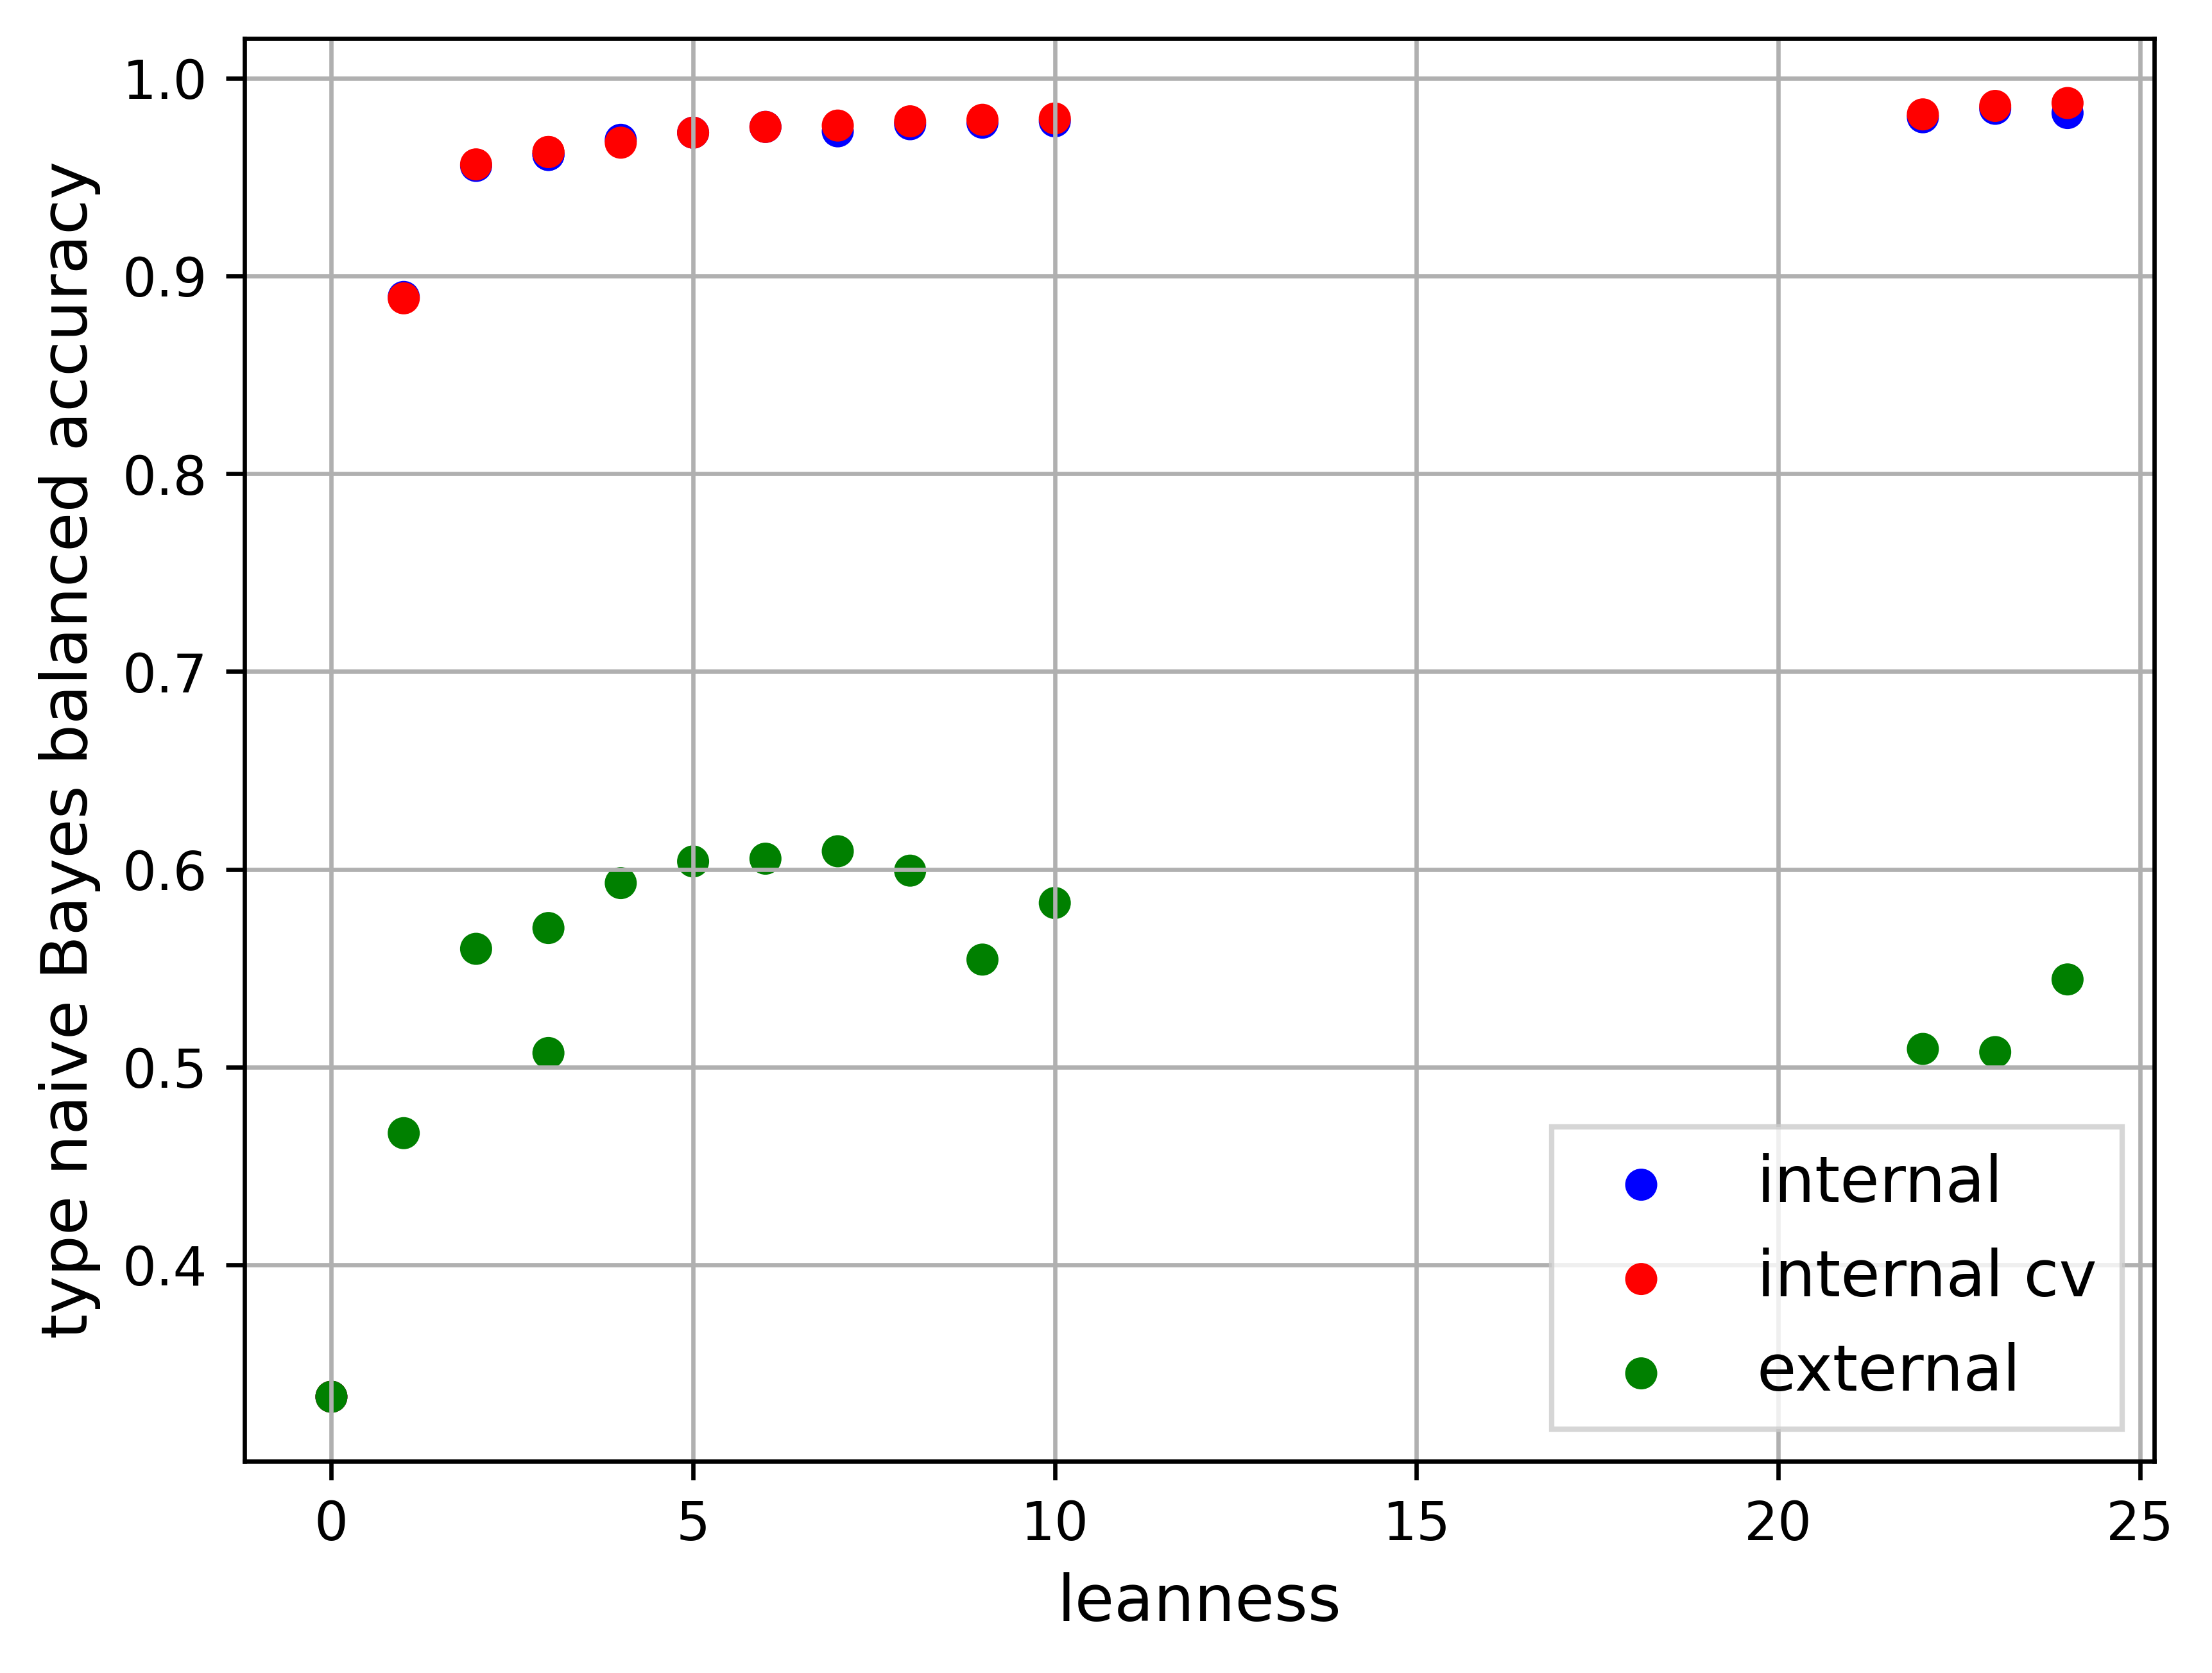 1.0
0.9
0.8
0.7
0.6
0.5
0.4
type naive Bayes balanced accuracy
internal
internal cv
external
0 5 10 15 20 25
leanness